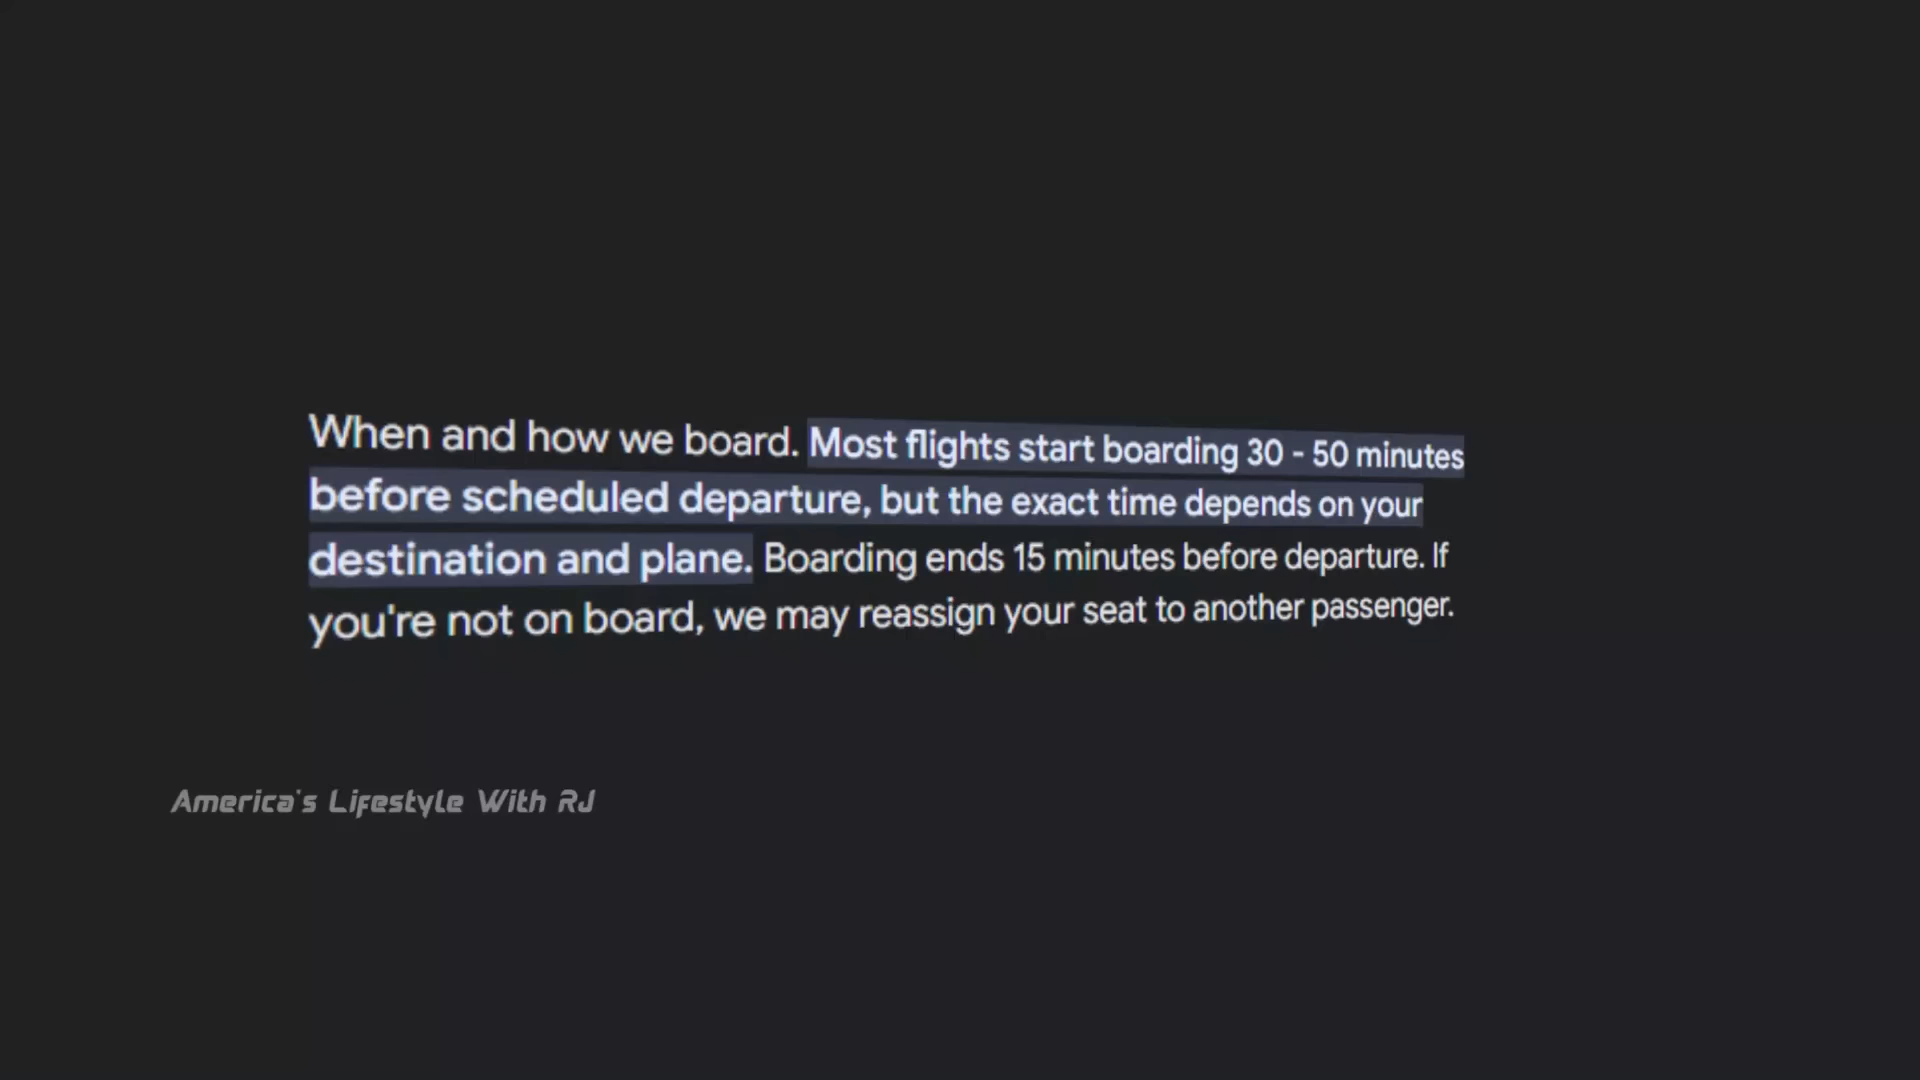 When and how we board. Most flights start boarding 30 - 50 minutes
before scheduled departure, but the exact time depends on your
destination and plane. Boarding ends 15 minutes before departure. If
you're not on board, we may reassign your seat to another passenger.
America's Lifestyle With RJ